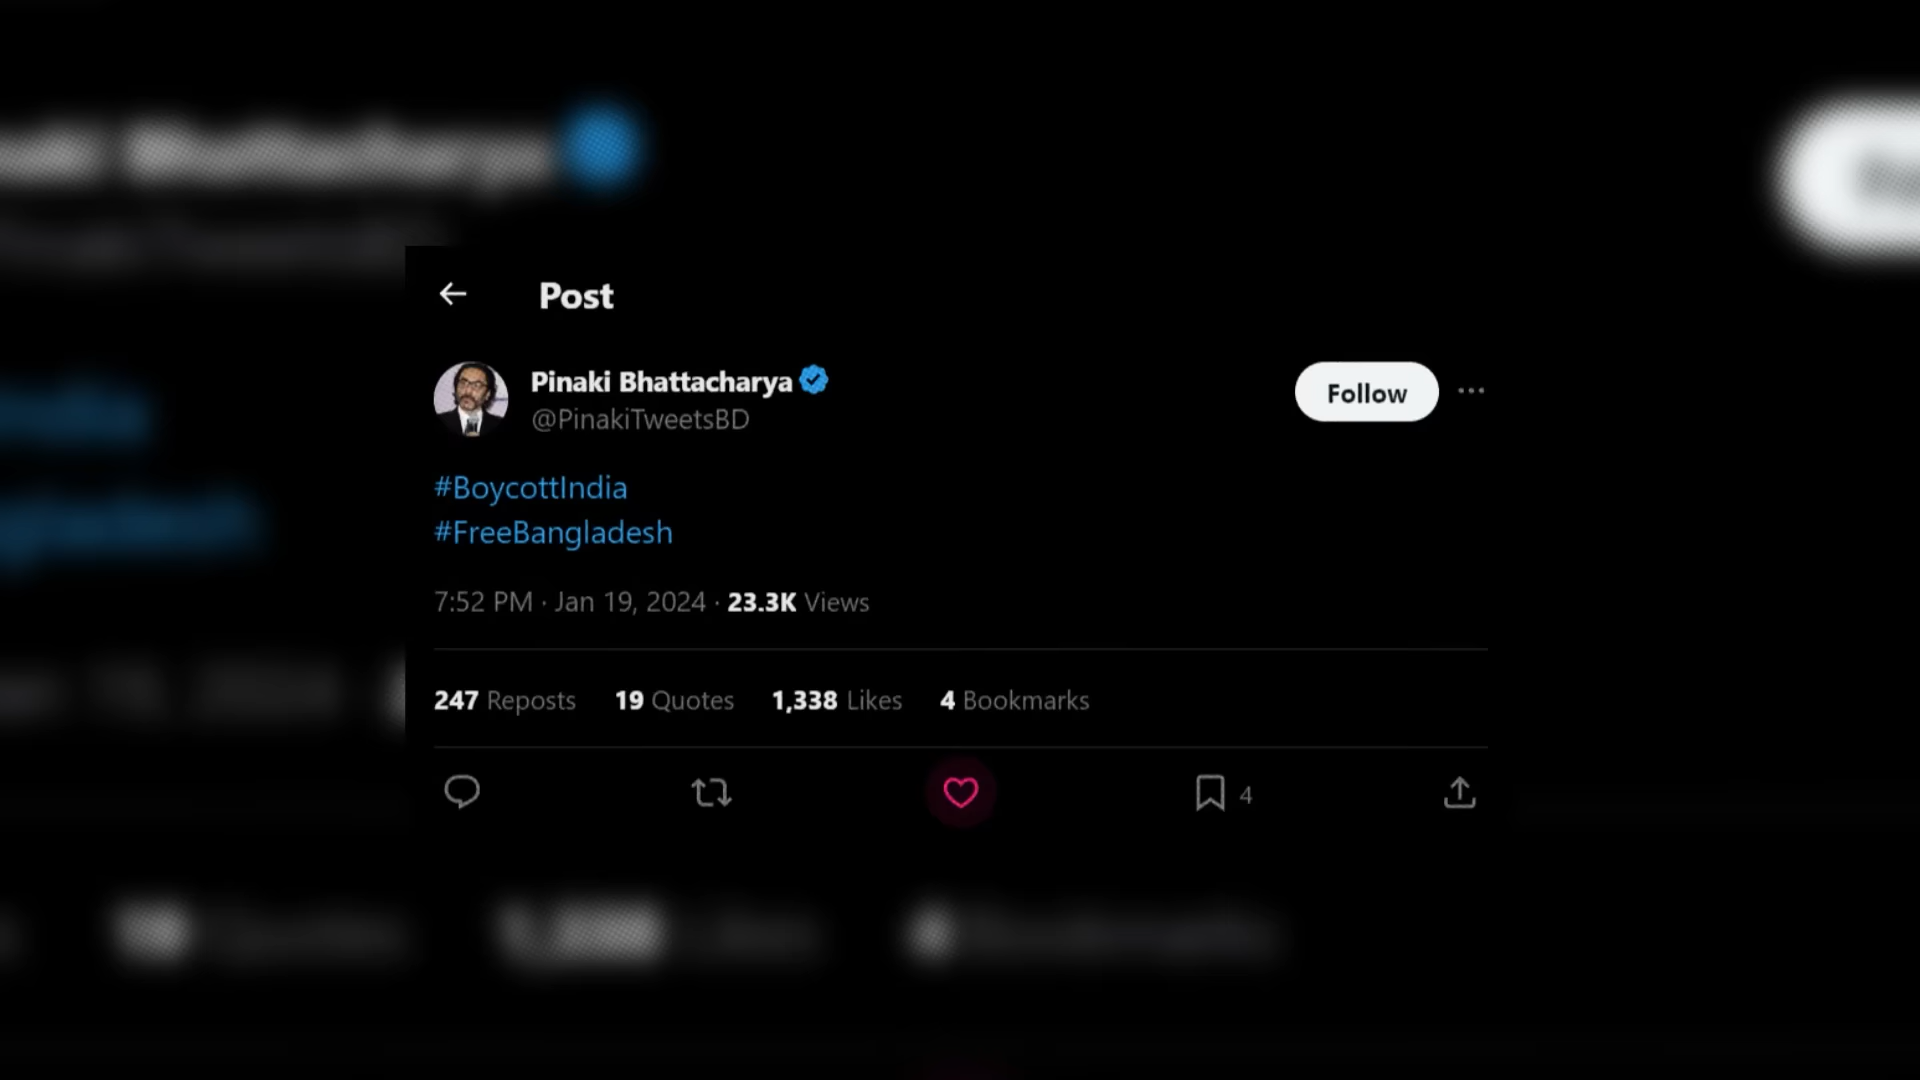 Post
Pinaki Bhattacharya
@PinakiTweetsBD
Follow
#BoycottIndia
#FreeBangladesh
7:52 PM · Jan 19, 2024 · 23.3K Views
247 Reposts 19 Quotes 1,338 Likes 4 Bookmarks
4